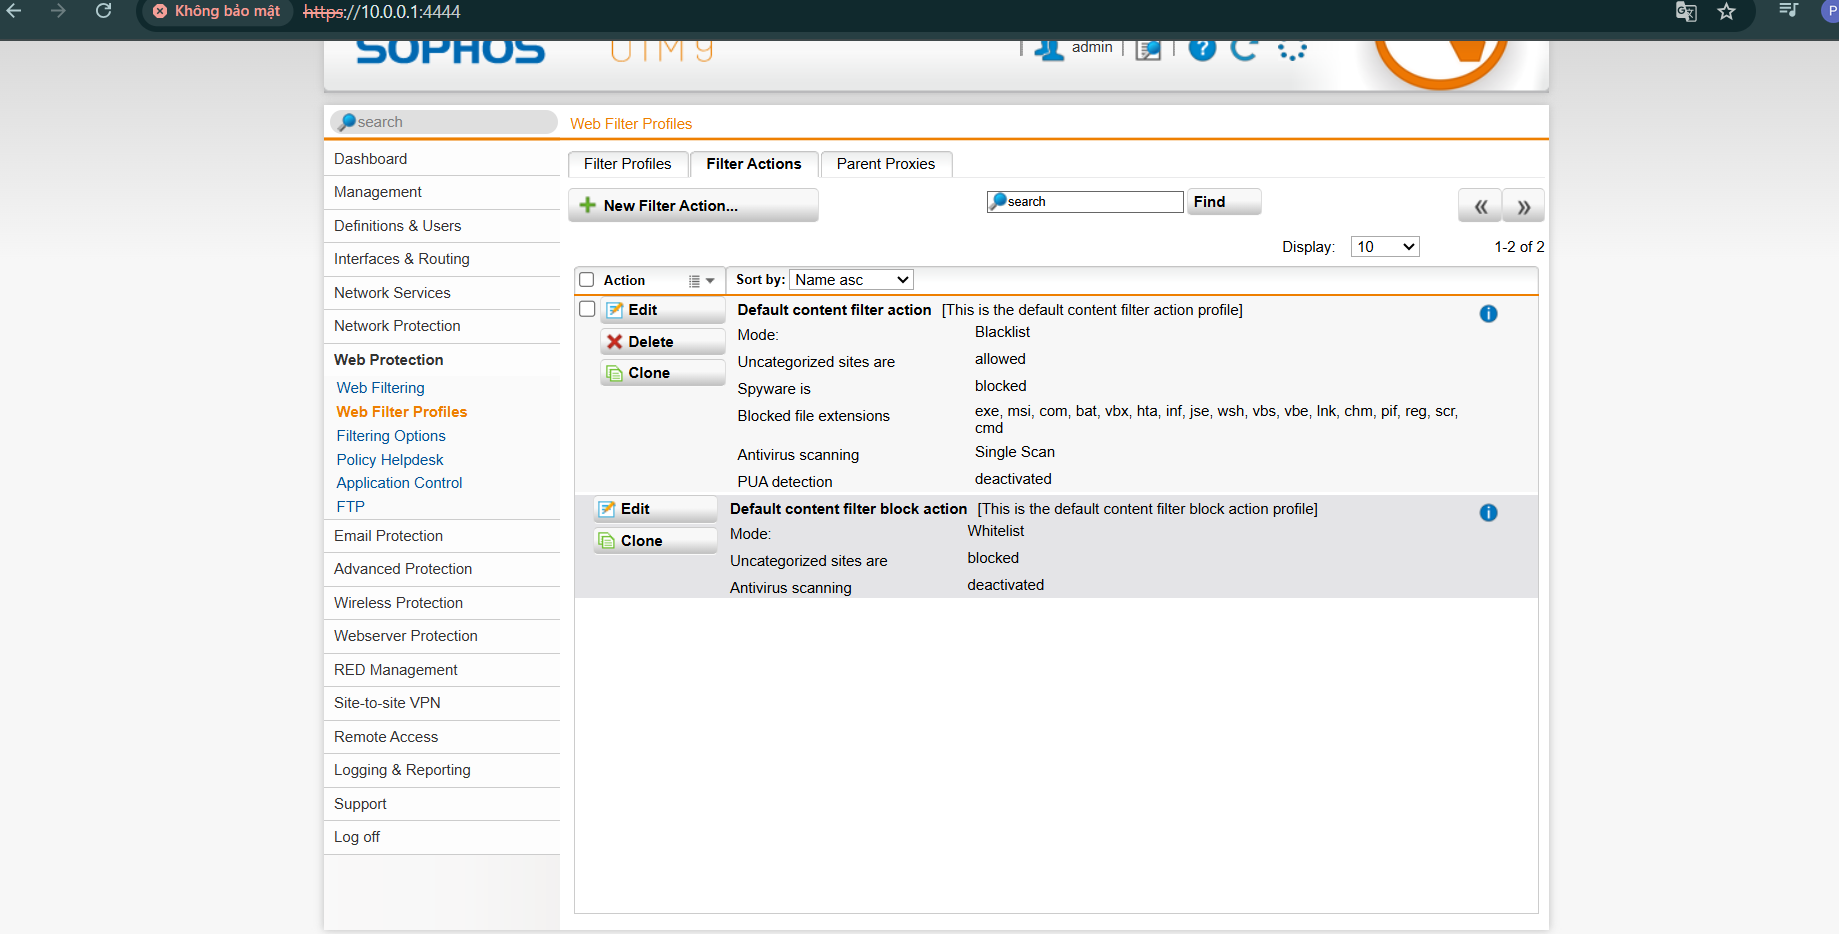 Không bảo mật https://10.0.0.1:4444
P
SOPHOS UTM 9
| admin | | ?
search
Web Filter Profiles
Dashboard
Management
Definitions & Users
Interfaces & Routing
Network Services
Network Protection
Web Protection
Web Filtering
Web Filter Profiles
Filtering Options
Policy Helpdesk
Application Control
FTP
Email Protection
Advanced Protection
Wireless Protection
Webserver Protection
RED Management
Site-to-site VPN
Remote Access
Logging & Reporting
Support
Log off
Filter Profiles Filter Actions Parent Proxies
New Filter Action... search Find « »
Display: 10 1-2 of 2
Action Sort by: Name asc
Edit Default content filter action [This is the default content filter action profile] i
Mode: Blacklist
Delete
Uncategorized sites are allowed
Clone
Spyware is blocked
Blocked file extensions exe, msi, com, bat, vbx, hta, inf, jse, wsh, vbs, vbe, lnk, chm, pif, reg, scr,
cmd
Antivirus scanning Single Scan
PUA detection deactivated
Edit Default content filter block action [This is the default content filter block action profile] i
Mode: Whitelist
Clone
Uncategorized sites are blocked
Antivirus scanning deactivated